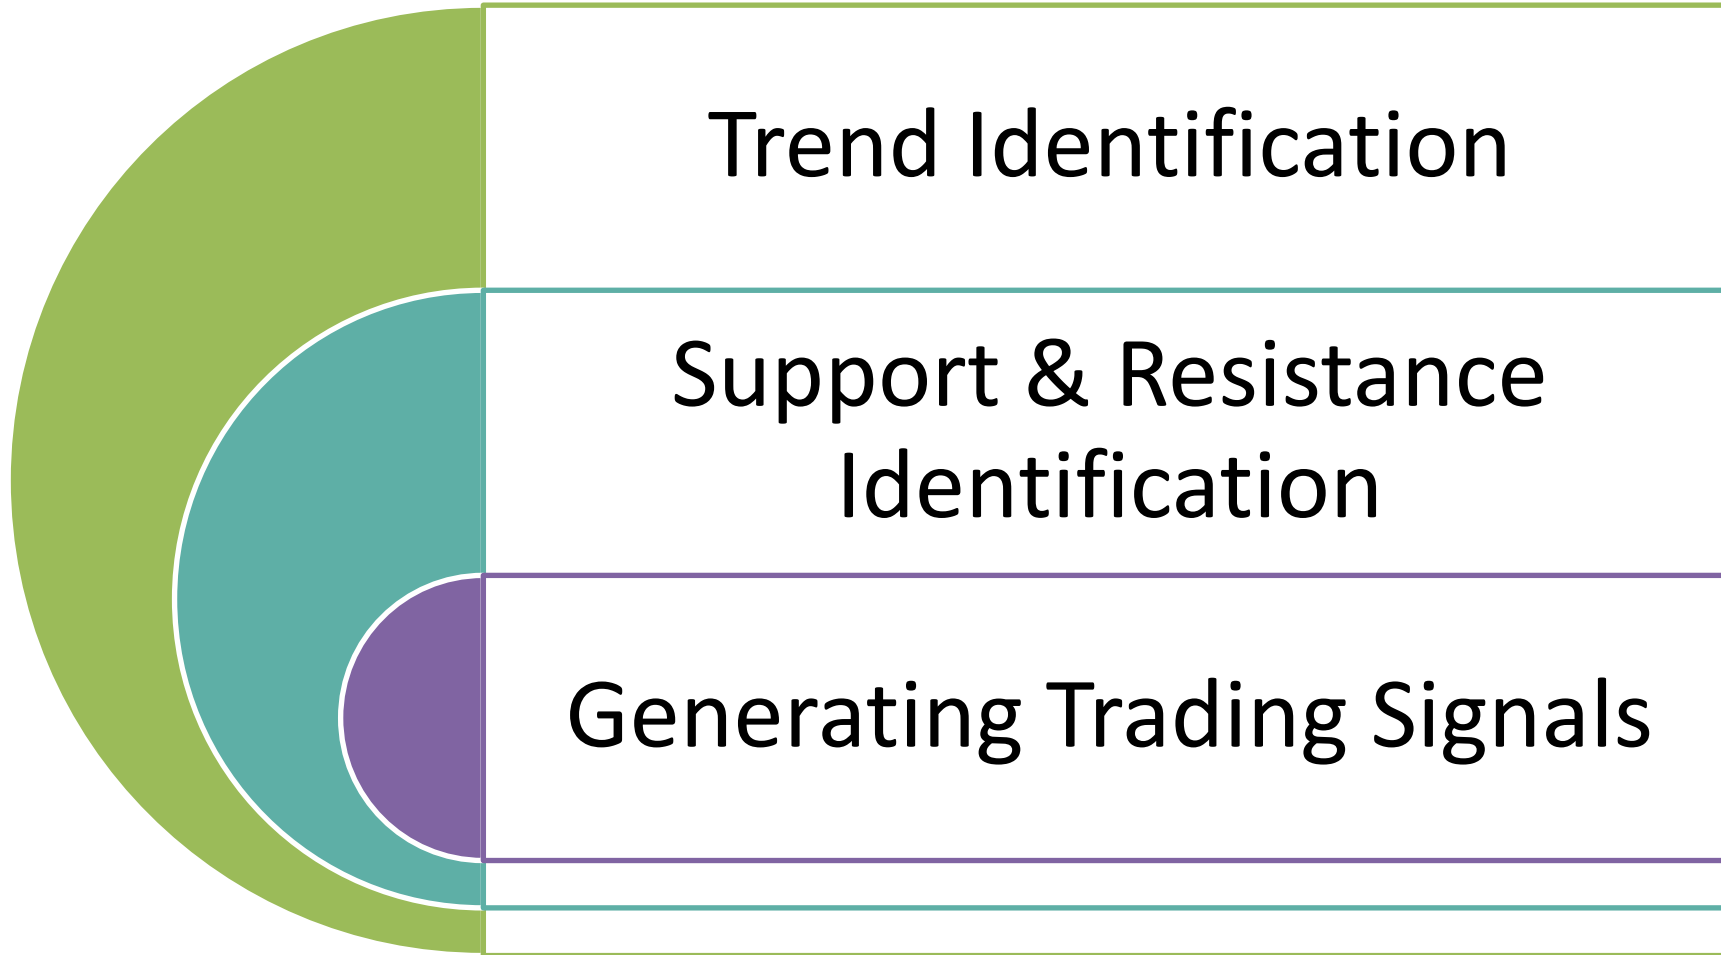 Trend Identification
Support & Resistance
Identification
Generating Trading Signals